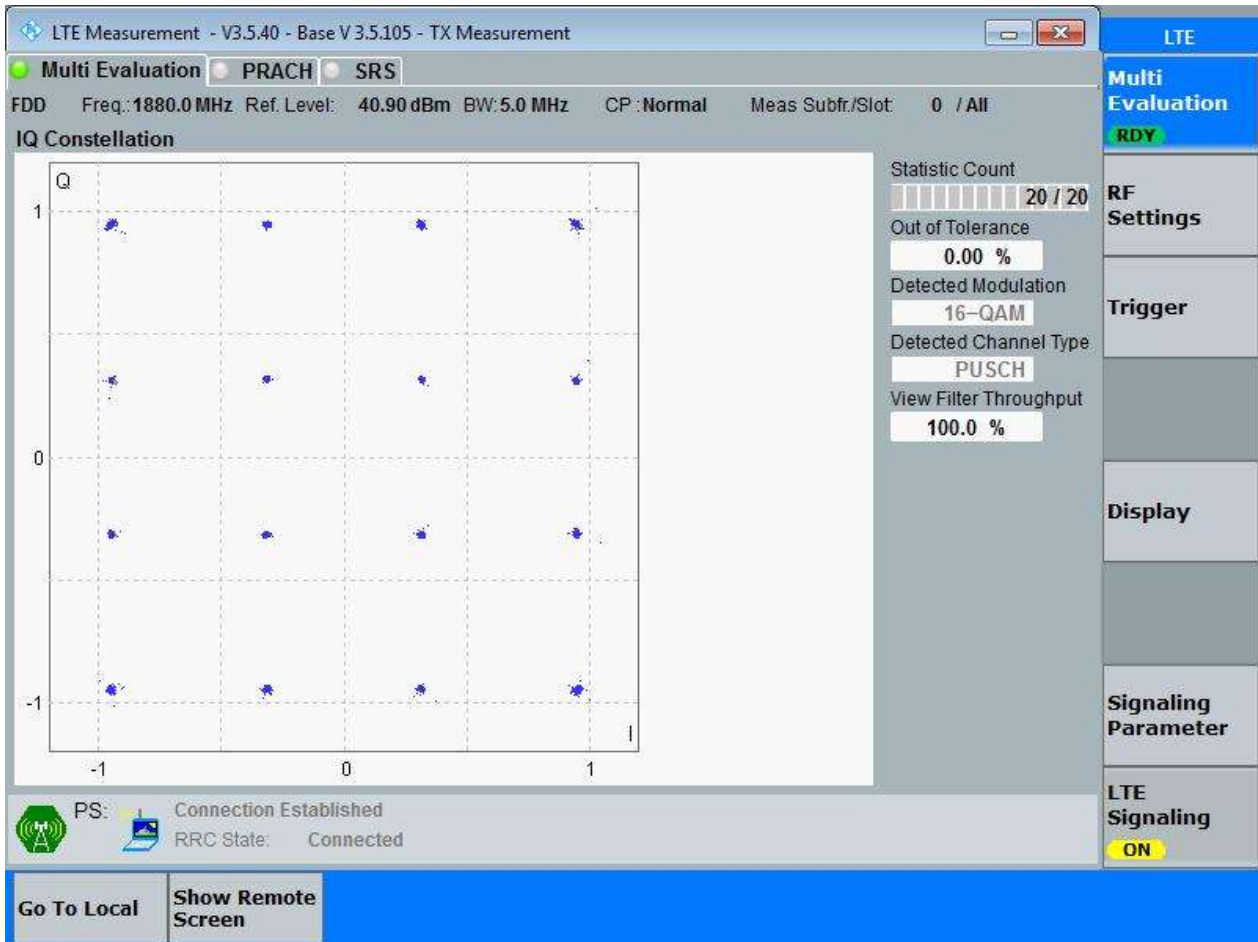 LTE Measurement - V3.5.40 - Base V 3.5.105 - TX Measurement
LTE
Multi Evaluation PRACH SRS
Multi
Evaluation
RDY
FDD Freq.: 1880.0 MHz Ref. Level: 40.90 dBm BW: 5.0 MHz CP : Normal Meas Subfr./Slot: 0 / All
IQ Constellation
Q
1
0
-1
I
-1 0 1
Statistic Count
20 / 20
Out of Tolerance
0.00 %
Detected Modulation
16-QAM
Detected Channel Type
PUSCH
View Filter Throughput
100.0 %
RF
Settings
Trigger
Display
Signaling
Parameter
LTE
Signaling
ON
PS: Connection Established
RRC State: Connected
Go To Local
Show Remote
Screen